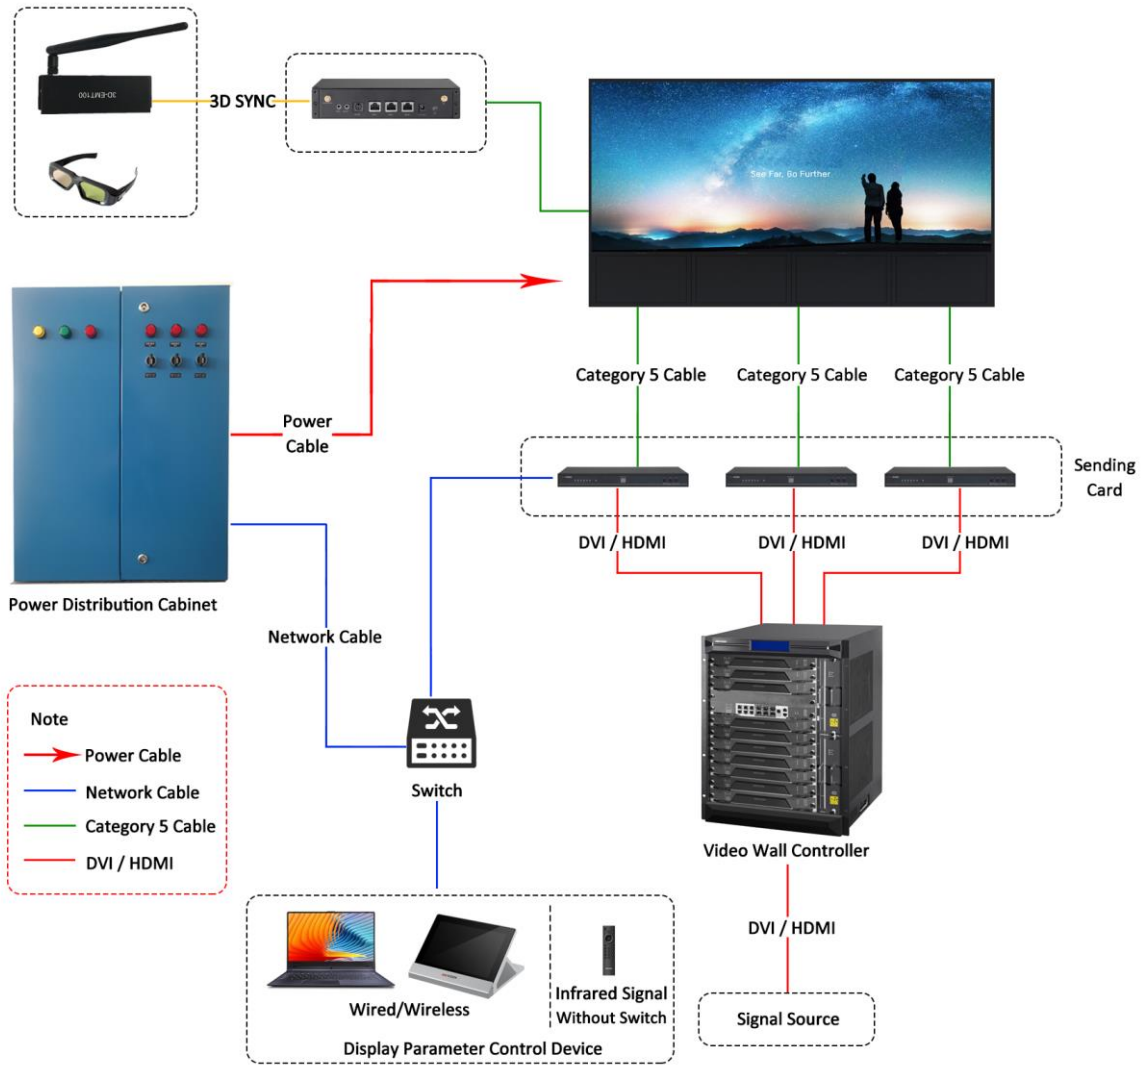 3D-EMT100
3D SYNC
See Far, Go Further
Category 5 Cable
Category 5 Cable
Category 5 Cable
Power
Cable
Sending
Card
DVI / HDMI
DVI / HDMI
DVI / HDMI
Power Distribution Cabinet
Network Cable
Note
Power Cable
Network Cable
Category 5 Cable
DVI / HDMI
Switch
Video Wall Controller
DVI / HDMI
Wired/Wireless
Infrared Signal
Without Switch
Display Parameter Control Device
Signal Source